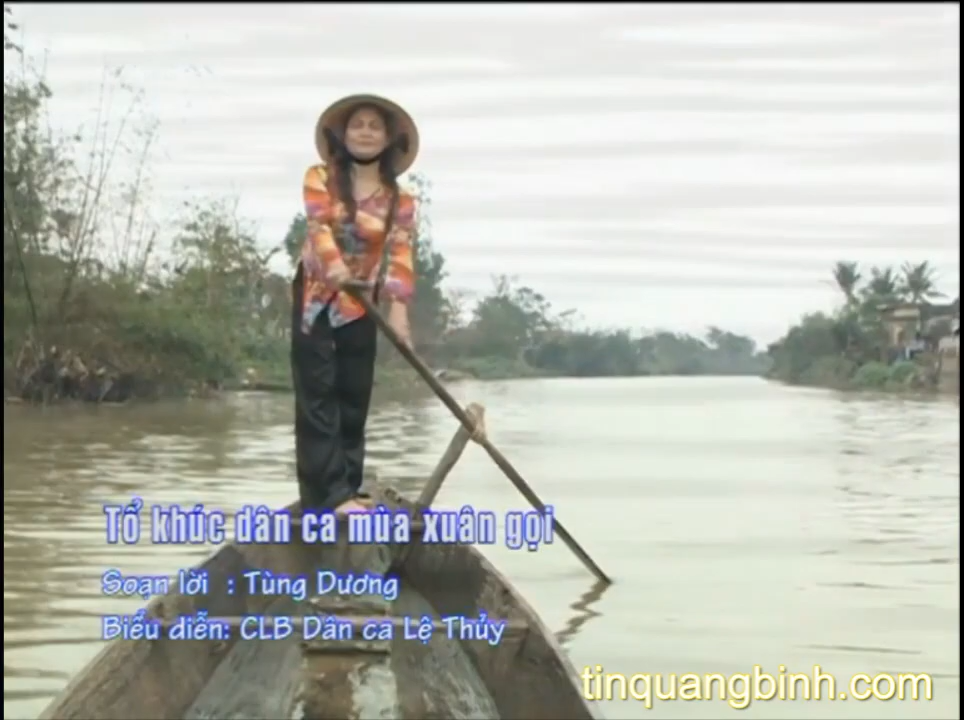 Tổ khúc dân ca mùa xuân gọi
Soạn lời : Tùng Dương
Biểu diễn: CLB Dân ca Lệ Thủy
tinquangbinh.com